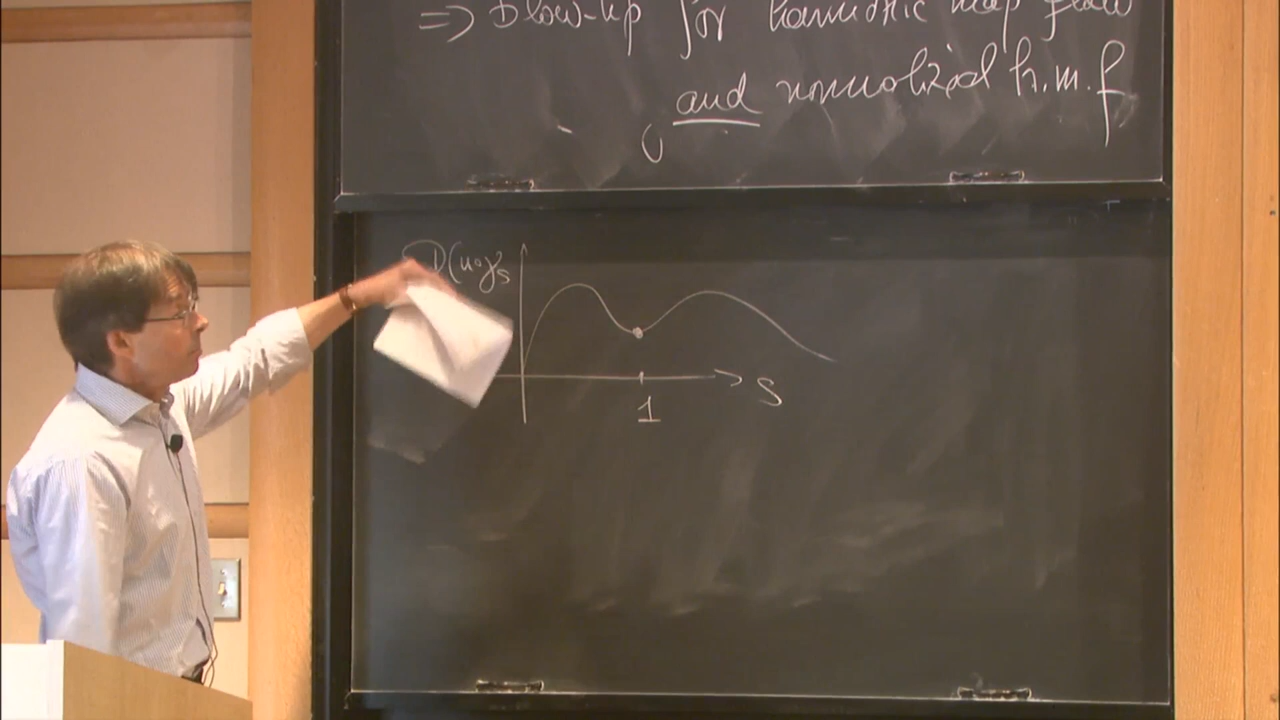 ⇒ Blow-up for harmonic map flow
and normalized h.m.f
D(u₀)'s
S
1